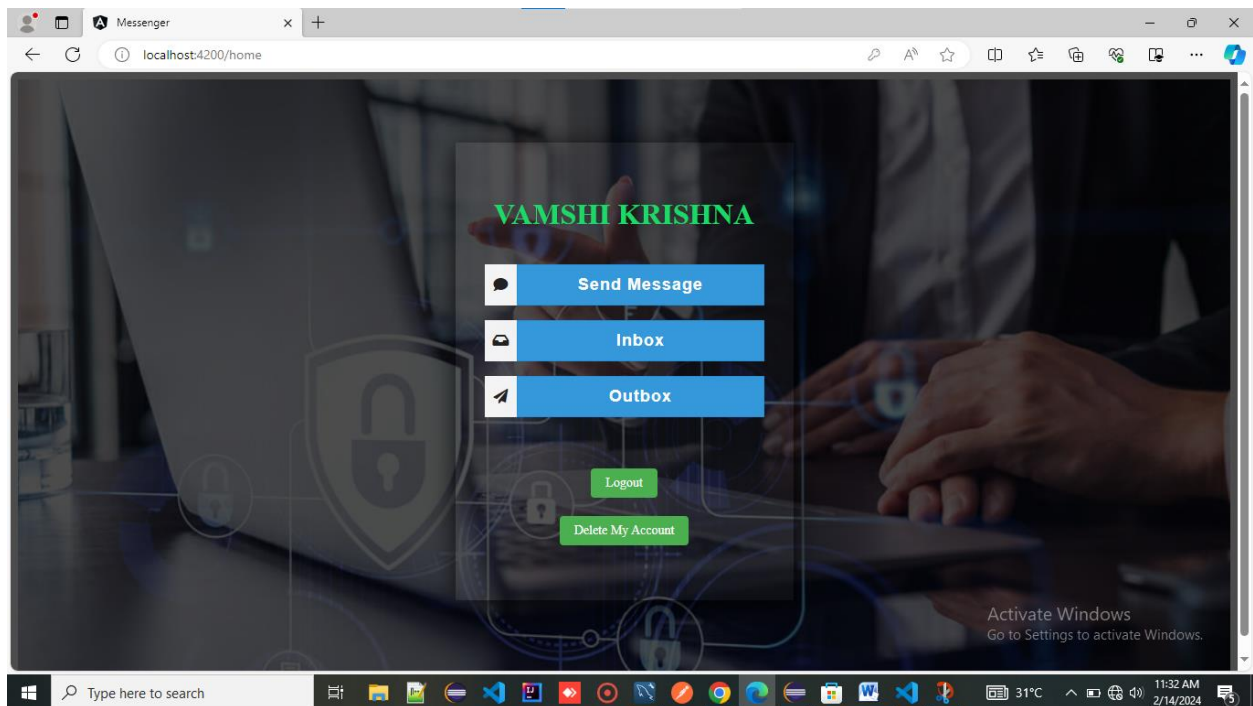 Messenger
localhost:4200/home
VAMSHI KRISHNA
Send Message
Inbox
Outbox
Logout
Delete My Account
Activate Windows
Go to Settings to activate Windows.
Type here to search
31°C
11:32 AM
2/14/2024
5